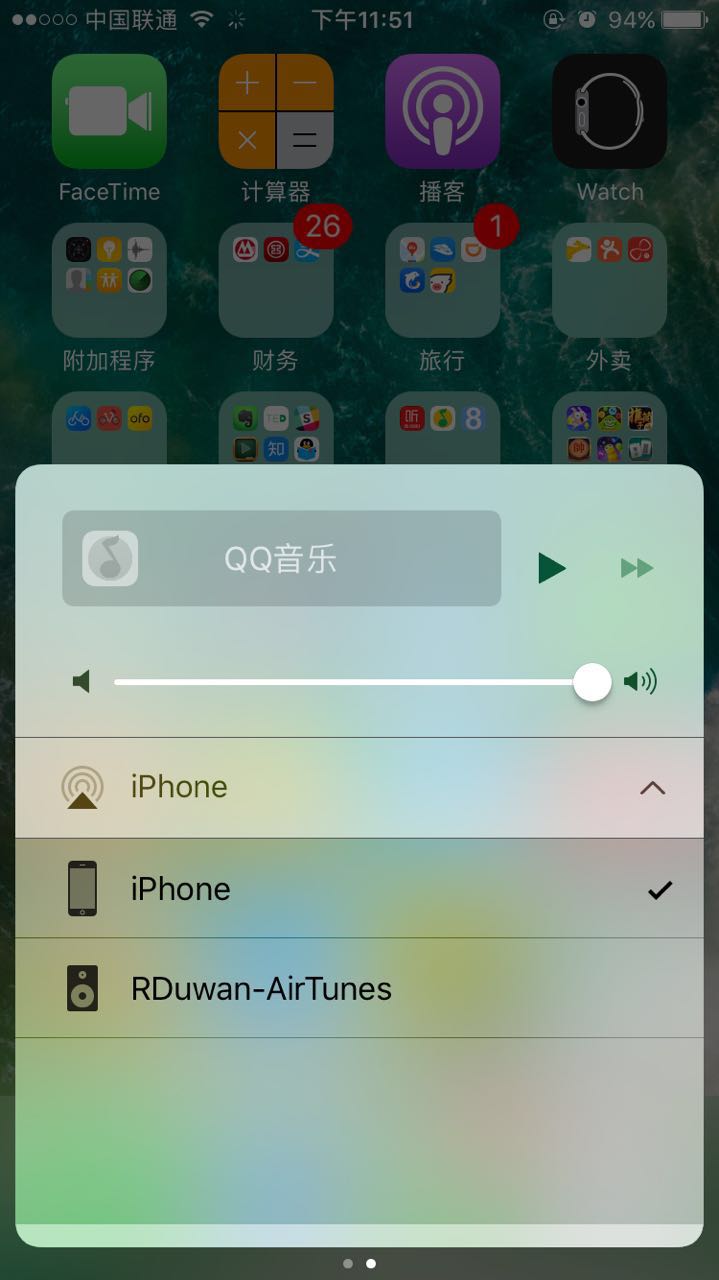 中国联通
下午11:51
94%
FaceTime
计算器
播客
Watch
26
1
附加程序
财务
旅行
外卖
ofo
TED
听
8
知
QQ音乐
iPhone
iPhone
RDuwan-AirTunes